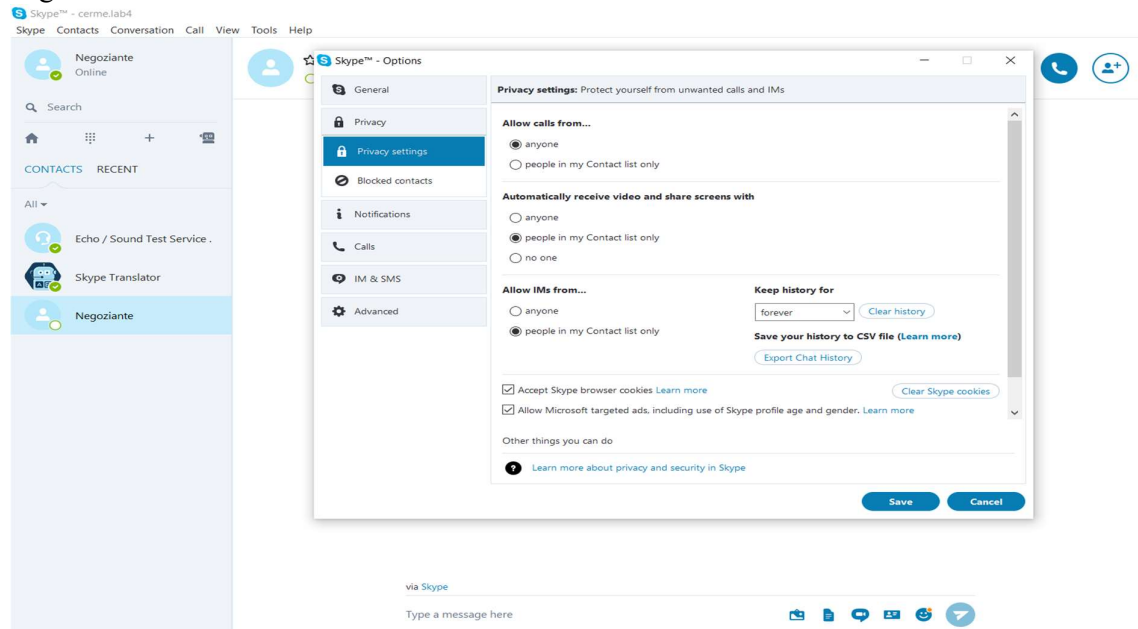 Skype™ - cerme.lab4
Skype Contacts Conversation Call View Tools Help
Negoziante
Online
Search
CONTACTS RECENT
All
Echo / Sound Test Service .
Skype Translator
Negoziante
Skype™ - Options
General
Privacy
Privacy settings
Blocked contacts
Notifications
Calls
IM & SMS
Advanced
Privacy settings: Protect yourself from unwanted calls and IMs
Allow calls from...
anyone
people in my Contact list only
Automatically receive video and share screens with
anyone
people in my Contact list only
no one
Allow IMs from...
anyone
people in my Contact list only
Keep history for
forever Clear history
Save your history to CSV file (Learn more)
Export Chat History
Accept Skype browser cookies Learn more Clear Skype cookies
Allow Microsoft targeted ads, including use of Skype profile age and gender. Learn more
Other things you can do
Learn more about privacy and security in Skype
Save Cancel
via Skype
Type a message here